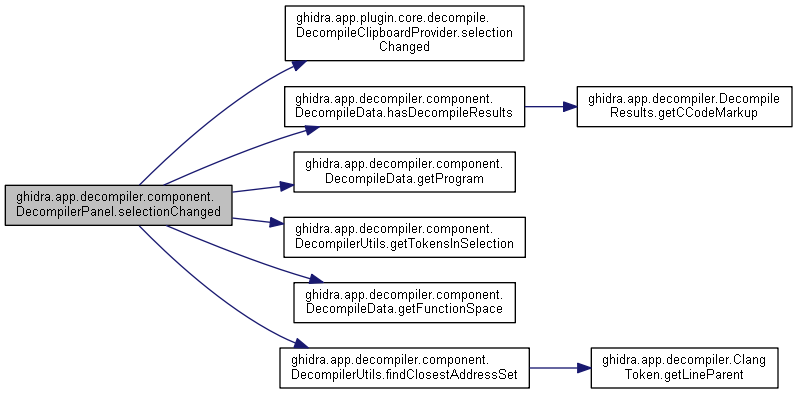 ghidra.app.decompiler.component.
DecompilerPanel.selectionChanged
ghidra.app.plugin.core.decompile.
DecompileClipboardProvider.selection
Changed
ghidra.app.decompiler.component.
DecompileData.hasDecompileResults
ghidra.app.decompiler.Decompile
Results.getCCodeMarkup
ghidra.app.decompiler.component.
DecompileData.getProgram
ghidra.app.decompiler.component.
DecompilerUtils.getTokensInSelection
ghidra.app.decompiler.component.
DecompileData.getFunctionSpace
ghidra.app.decompiler.component.
DecompilerUtils.findClosestAddressSet
ghidra.app.decompiler.Clang
Token.getLineParent